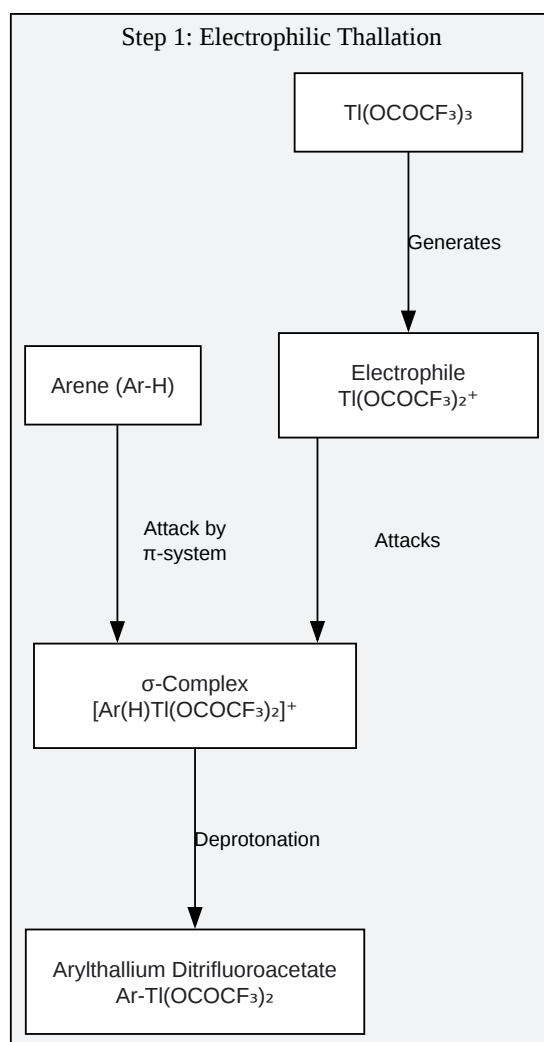 Step 1: Electrophilic Thallation
Tl(OCOCF₃)₃
Generates
Arene (Ar-H)
Electrophile
Tl(OCOCF₃)₂⁺
Attack by
π-system
Attacks
σ-Complex
[Ar(H)Tl(OCOCF₃)₂]⁺
Deprotonation
Arylthallium Ditrifluoroacetate
Ar-Tl(OCOCF₃)₂